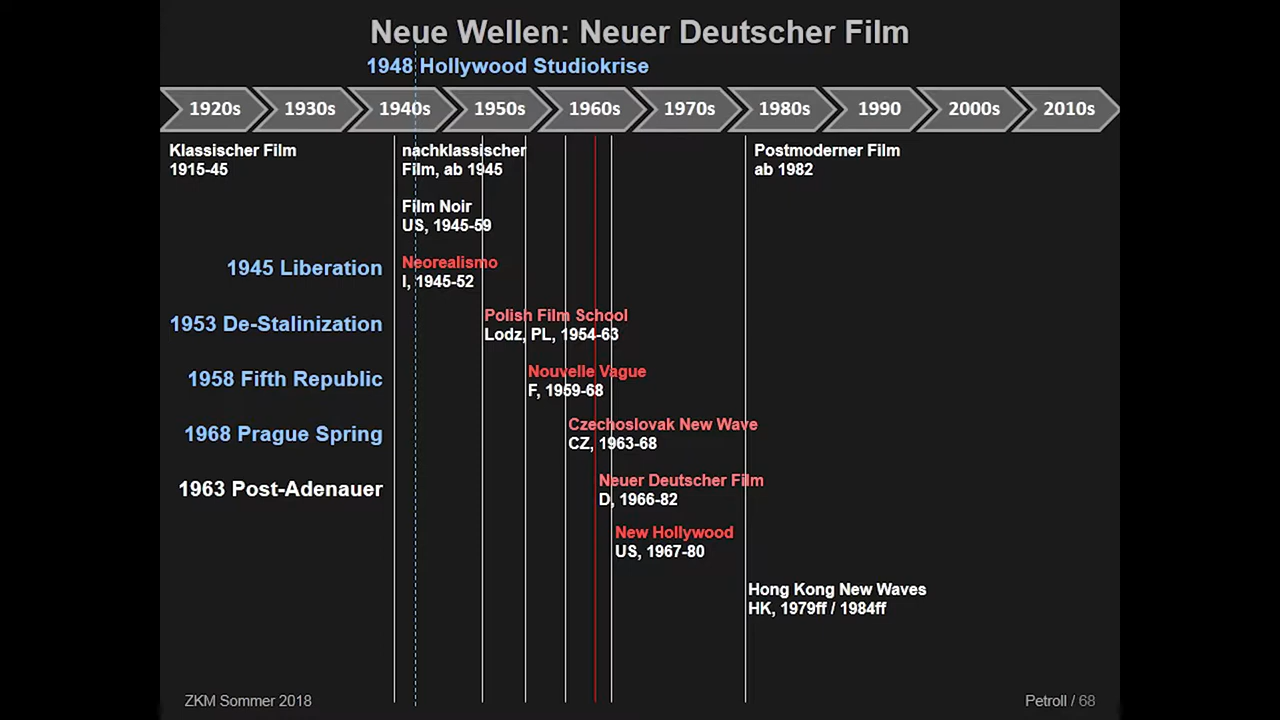 Neue Wellen: Neuer Deutscher Film
1948 Hollywood Studiokrise
1920s 1930s 1940s 1950s 1960s 1970s 1980s 1990 2000s 2010s
Klassischer Film
1915-45
nachklassischer
Film, ab 1945
Postmoderner Film
ab 1982
Film Noir
US, 1945-59
1945 Liberation
Neorealismo
I, 1945-52
1953 De-Stalinization
Polish Film School
Lodz, PL, 1954-63
1958 Fifth Republic
Nouvelle Vague
F, 1959-68
1968 Prague Spring
Czechoslovak New Wave
CZ, 1963-68
1963 Post-Adenauer
Neuer Deutscher Film
D, 1966-82
New Hollywood
US, 1967-80
Hong Kong New Waves
HK, 1979ff / 1984ff
ZKM Sommer 2018
Petroll / 68